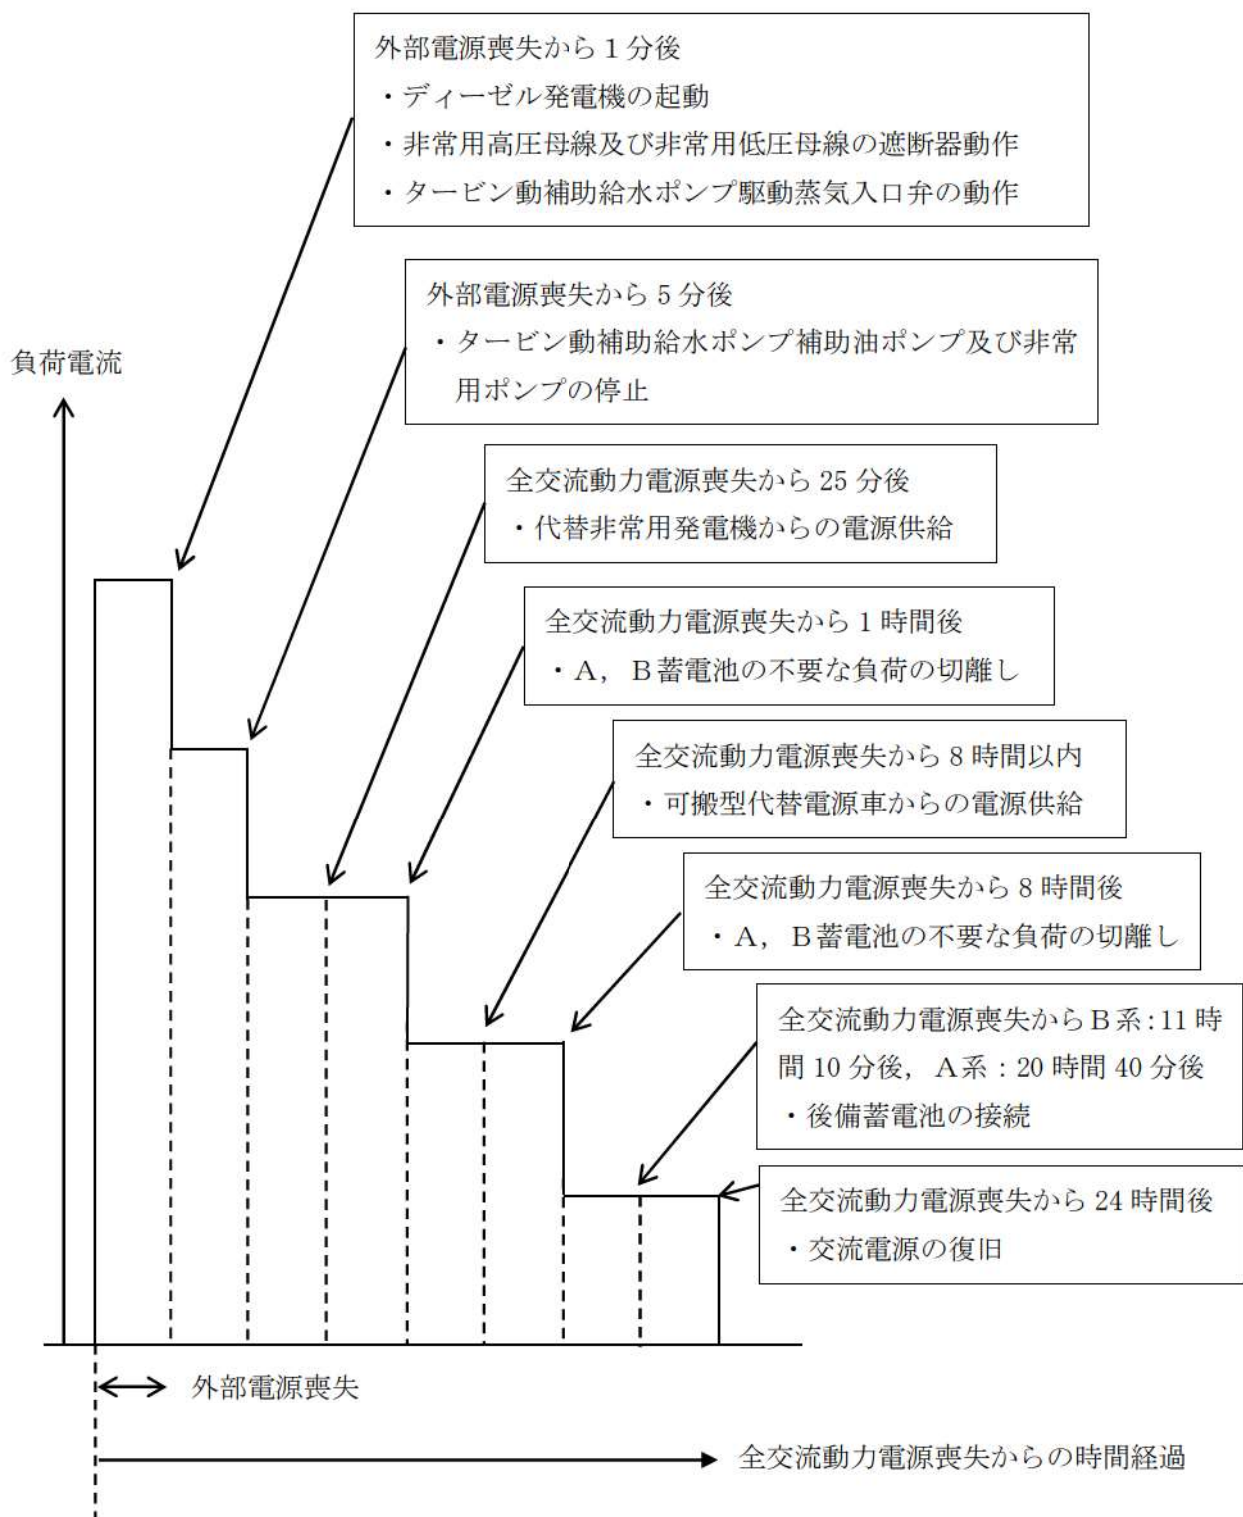 外部電源喪失から1分後
・ディーゼル発電機の起動
・非常用高圧母線及び非常用低圧母線の遮断器動作
・タービン動補助給水ポンプ駆動蒸気入口弁の動作
外部電源喪失から5分後
・タービン動補助給水ポンプ補助油ポンプ及び非常
用ポンプの停止
負荷電流
全交流動力電源喪失から25分後
・代替非常用発電機からの電源供給
全交流動力電源喪失から1時間後
・A，B蓄電池の不要な負荷の切離し
全交流動力電源喪失から8時間以内
・可搬型代替電源車からの電源供給
全交流動力電源喪失から8時間後
・A，B蓄電池の不要な負荷の切離し
全交流動力電源喪失からB系:11時
間10分後，A系：20時間40分後
・後備蓄電池の接続
全交流動力電源喪失から24時間後
・交流電源の復旧
外部電源喪失
全交流動力電源喪失からの時間経過